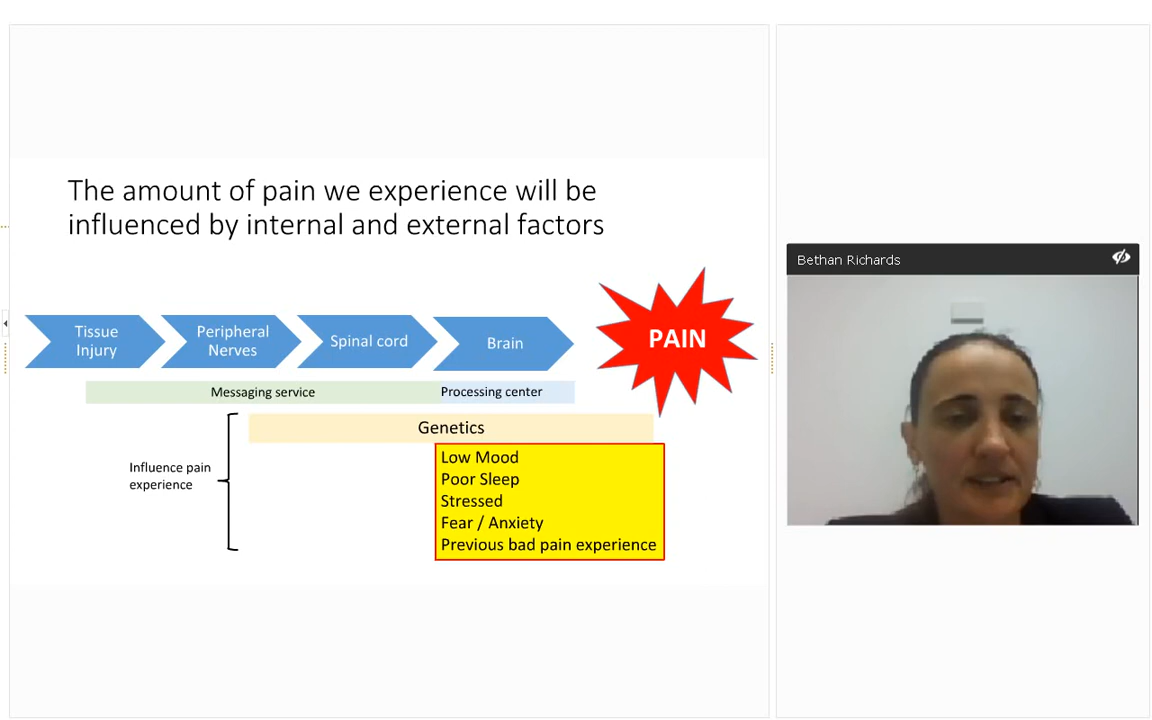 The amount of pain we experience will be
influenced by internal and external factors
Tissue
Injury
Peripheral
Nerves
Spinal cord
Brain
PAIN
Messaging service
Processing center
Genetics
Influence pain
experience
Low Mood
Poor Sleep
Stressed
Fear / Anxiety
Previous bad pain experience
Bethan Richards